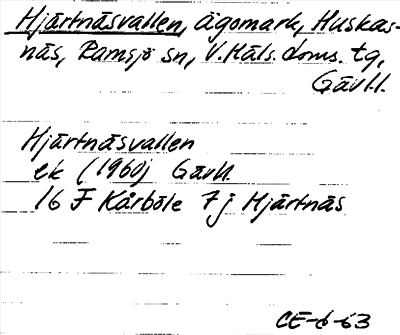 Hjärtnäsvallen, ägomark, Huskas-
näs, Ramsjö sn, V. Häls. doms. tg,
Gävl.l.
Hjärtnäsvallen
ek (1960) Gävl.l.
16 F Kårböle 7j Hjärtnäs
CE-6-63